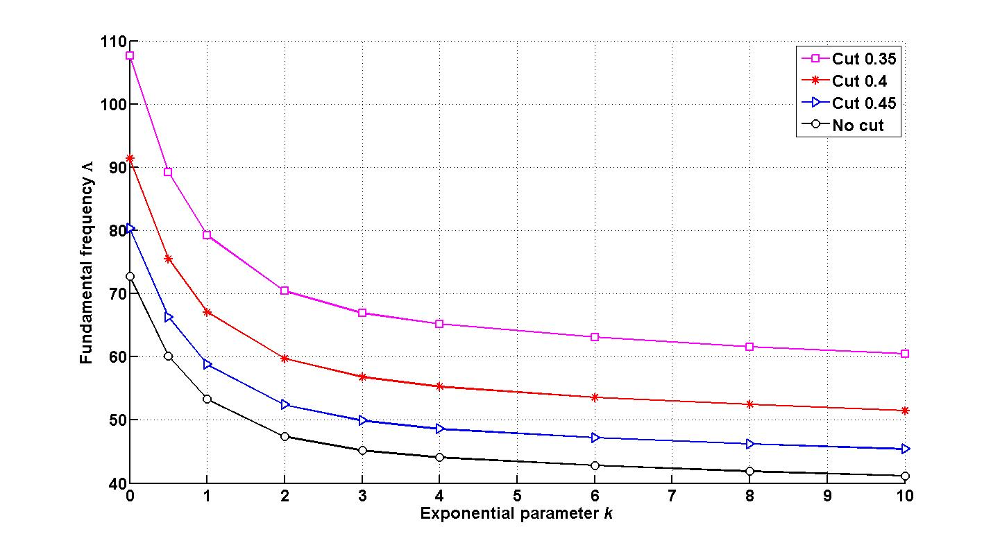 110
100
90
80
70
60
50
40
Fundamental frequency Λ
Cut 0.35
Cut 0.4
Cut 0.45
No cut
0 1 2 3 4 5 6 7 8 9 10
Exponential parameter k